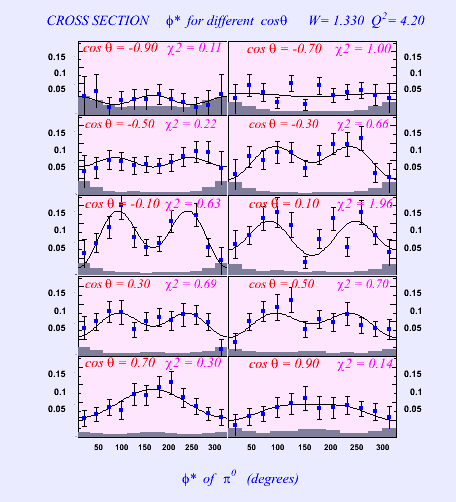 CROSS SECTION ϕ* for different cosθ W= 1.330 Q²= 4.20
cos θ = -0.90 χ2 = 0.11 cos θ = -0.70 χ2 = 1.00
0.15 0.15
0.1 0.1
0.05 0.05
cos θ = -0.50 χ2 = 0.22 cos θ = -0.30 χ2 = 0.66
0.15 0.15
0.1 0.1
0.05 0.05
cos θ = -0.10 χ2 = 0.63 cos θ = 0.10 χ2 = 1.96
0.15 0.15
0.1 0.1
0.05 0.05
cos θ = 0.30 χ2 = 0.69 cos θ = 0.50 χ2 = 0.70
0.15 0.15
0.1 0.1
0.05 0.05
cos θ = 0.70 χ2 = 0.30 cos θ = 0.90 χ2 = 0.14
0.15 0.15
0.1 0.1
0.05 0.05
50 100 150 200 250 300 50 100 150 200 250 300
ϕ* of π⁰ (degrees)